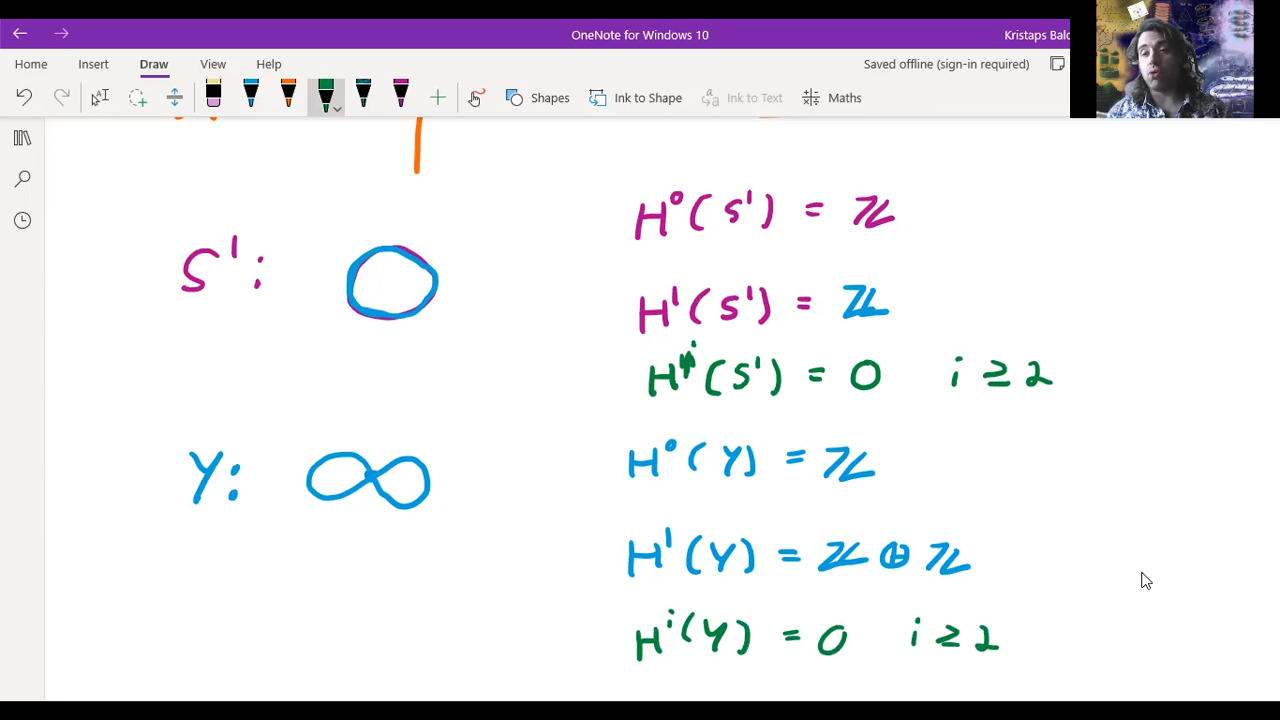 OneNote for Windows 10
Kristaps Bal
Home Insert Draw View Help
Saved offline (sign-in required)
Shapes Ink to Shape Ink to Text Maths
H⁰(S¹) = ℤ
S¹:
H¹(S¹) = ℤ
Hⁱ(S¹) = 0 i ≥ 2
H⁰(Y) = ℤ
Y:
H¹(Y) = ℤ ⊕ ℤ
Hⁱ(Y) = 0 i ≥ 2